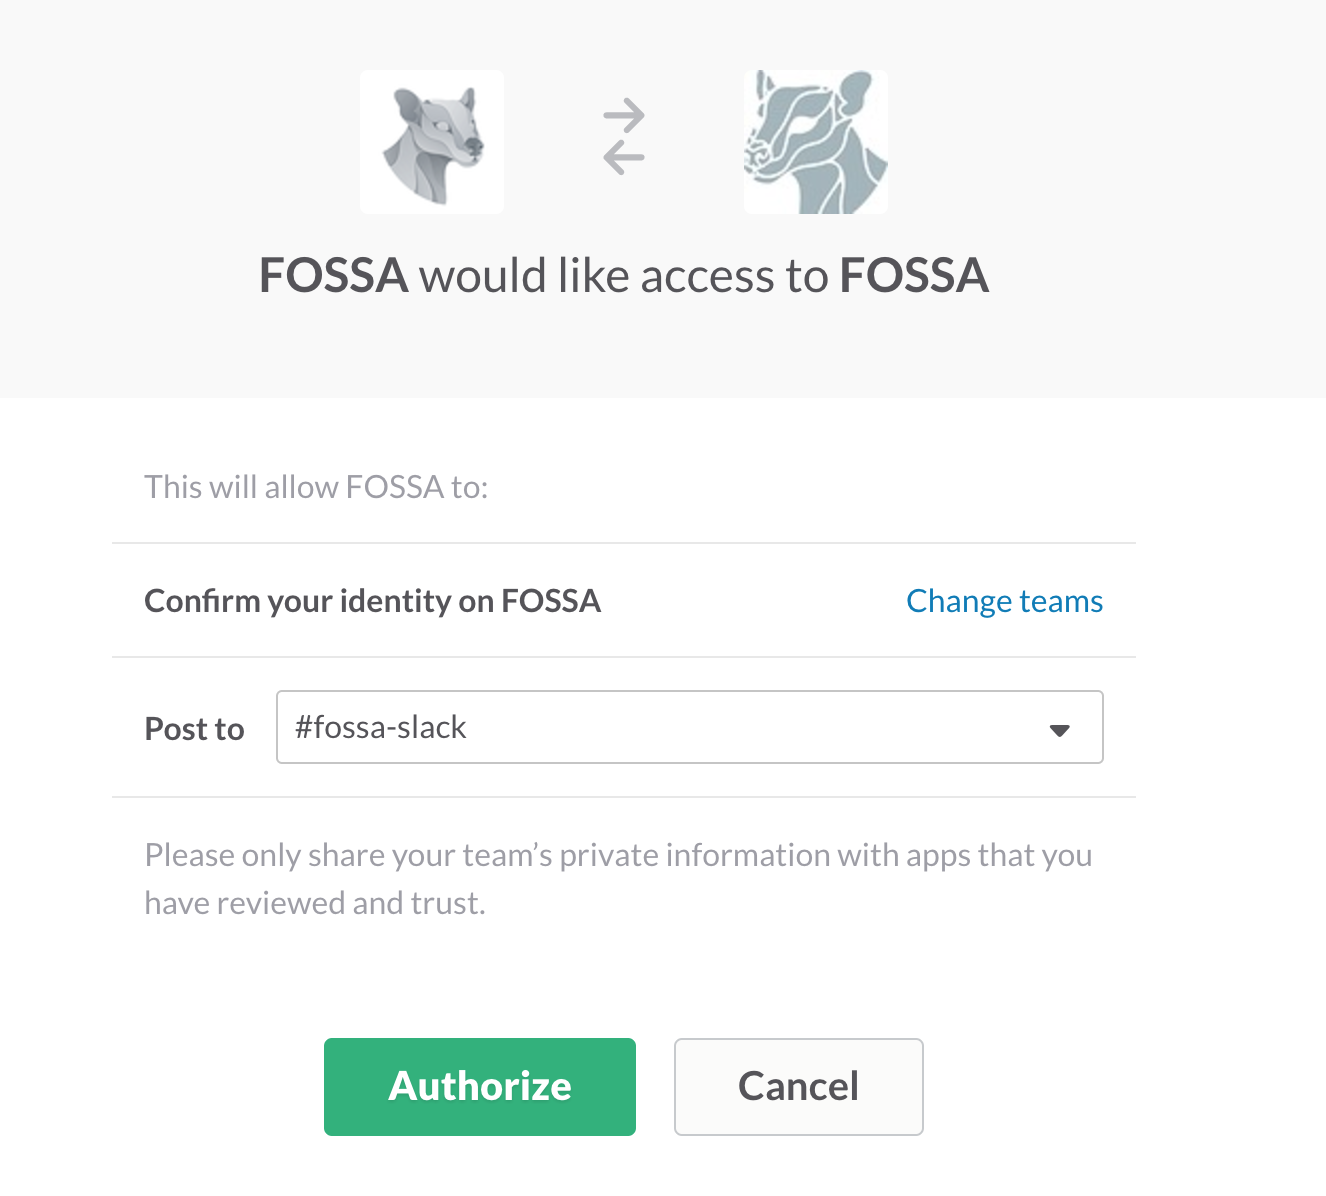 FOSSA would like access to FOSSA
This will allow FOSSA to:
Confirm your identity on FOSSA
Change teams
Post to
#fossa-slack
Please only share your team’s private information with apps that you
have reviewed and trust.
Authorize
Cancel